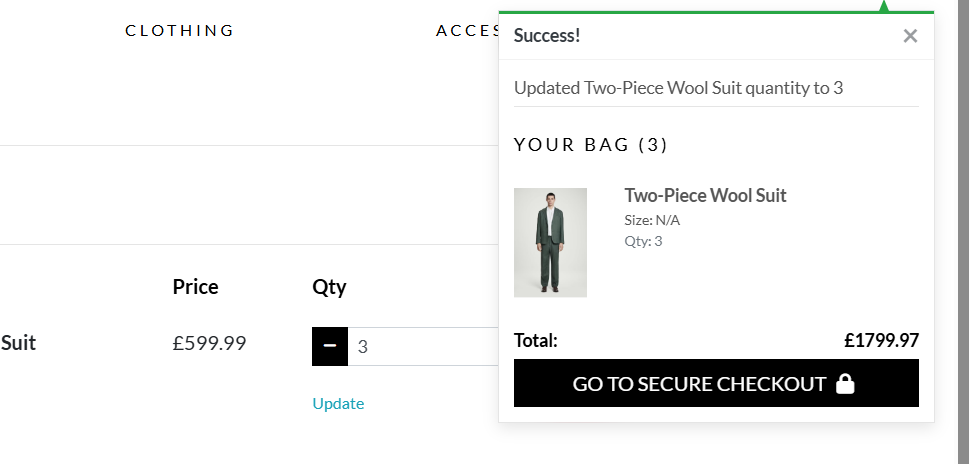 CLOTHING
ACCES
Success!
×
Updated Two-Piece Wool Suit quantity to 3
YOUR BAG (3)
Two-Piece Wool Suit
Size: N/A
Qty: 3
Total: £1799.97
GO TO SECURE CHECKOUT
Price
Qty
Suit
£599.99
3
Update